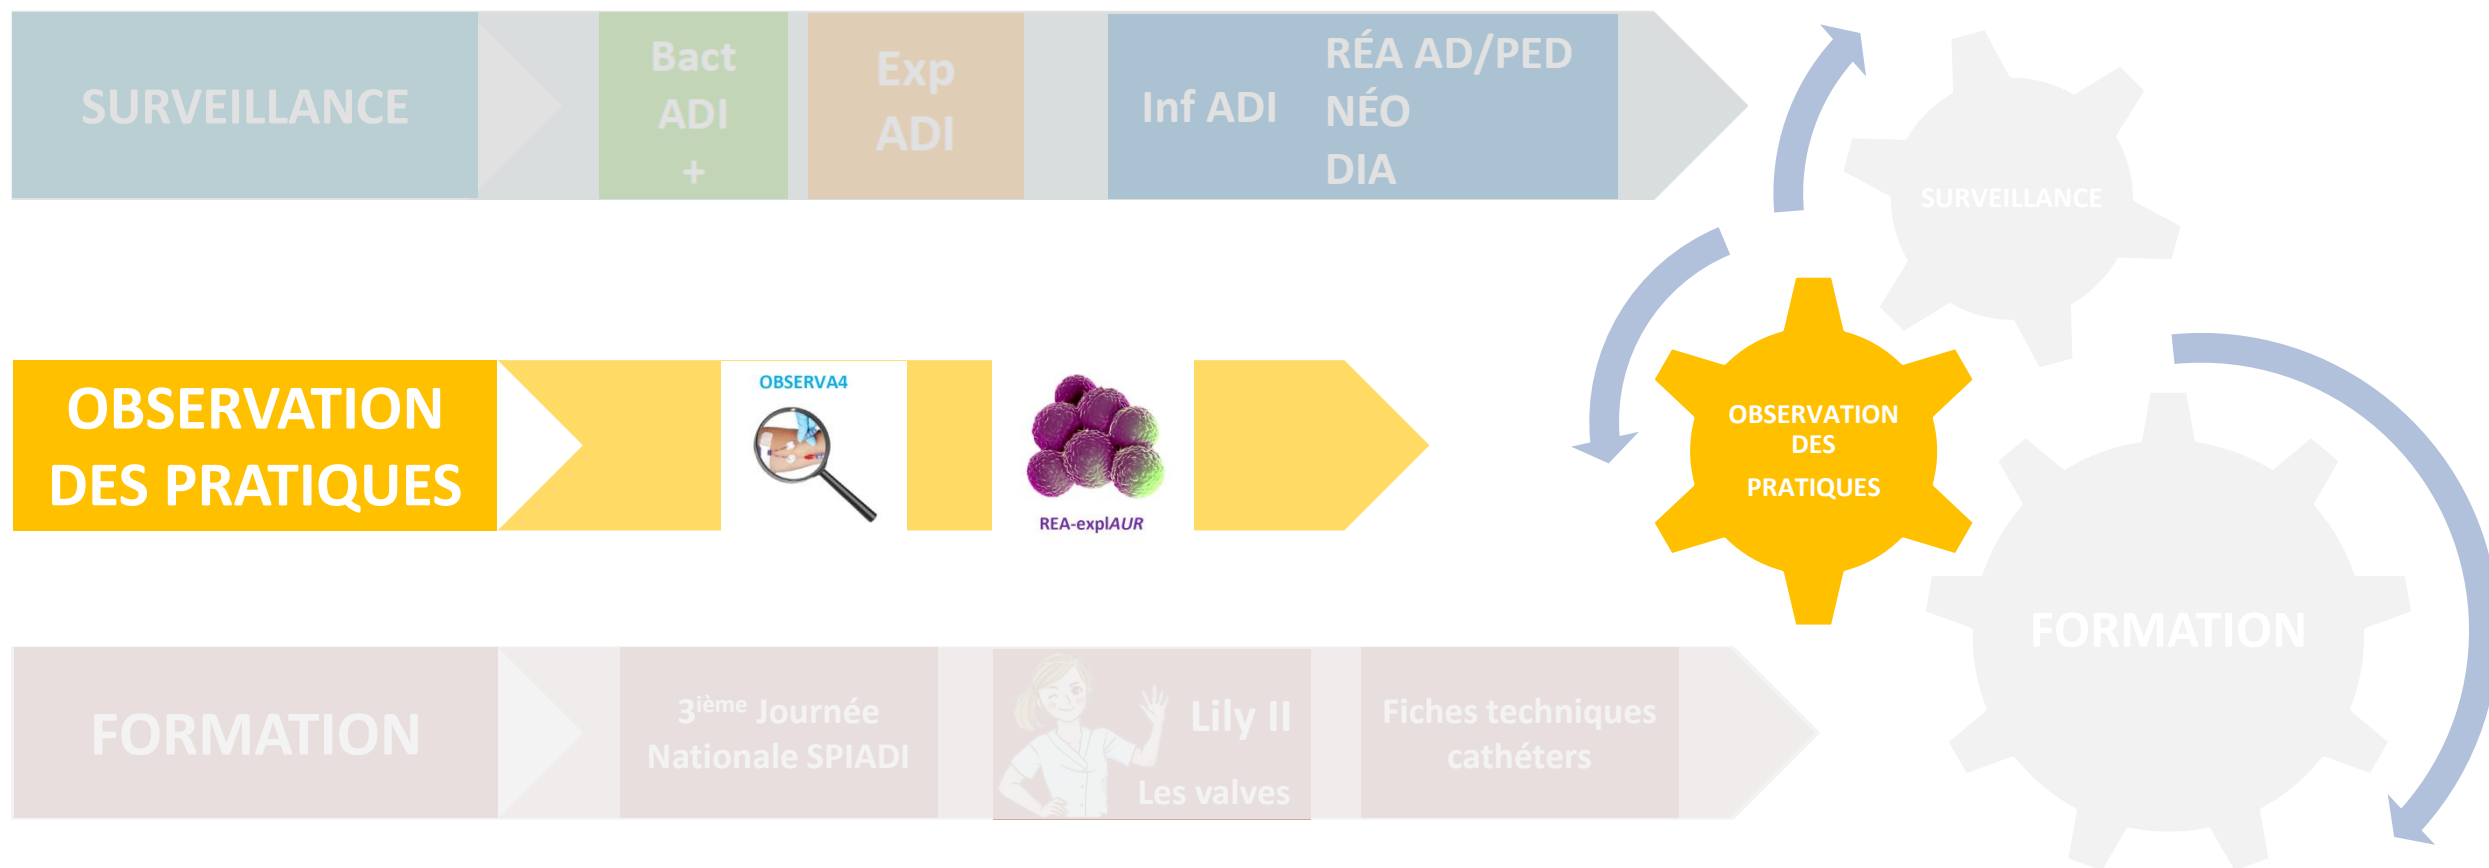 SURVEILLANCE
Bact
ADI
+
Exp
ADI
Inf ADI
RÉA AD/PED
NÉO
DIA
SURVEILLANCE
OBSERVATION
DES PRATIQUES
OBSERVA4
REA-explAUR
OBSERVATION
DES
PRATIQUES
FORMATION
3ième Journée
Nationale SPIADI
Lily II
Les valves
Fiches techniques
cathéters
FORMATION